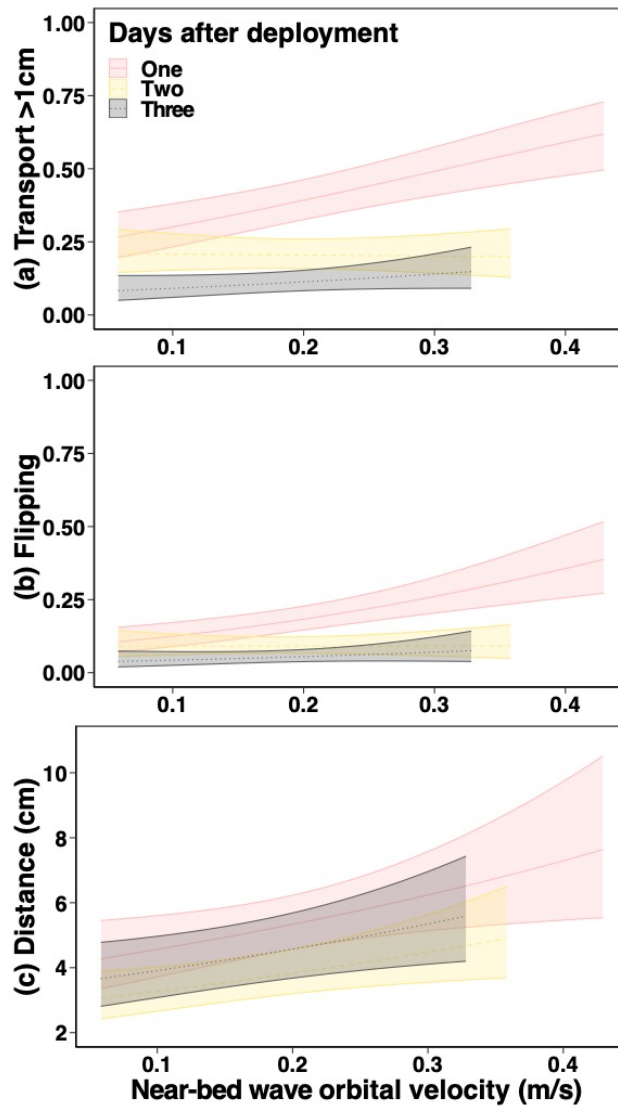 Days after deployment
One
Two
Three
(a) Transport >1cm
1.00
0.75
0.50
0.25
0.00
0.1 0.2 0.3 0.4
(b) Flipping
1.00
0.75
0.50
0.25
0.00
0.1 0.2 0.3 0.4
(c) Distance (cm)
10
8
6
4
2
0.1 0.2 0.3 0.4
Near-bed wave orbital velocity (m/s)